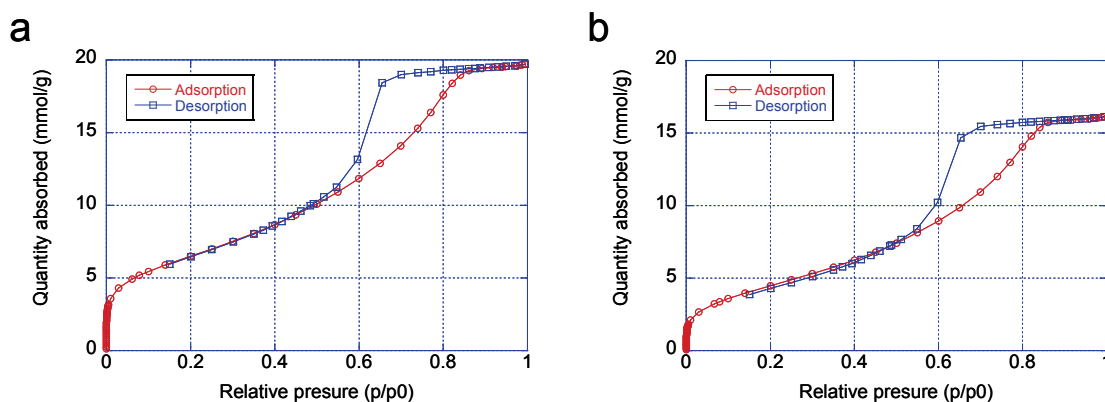 a
Quantity absorbed (mmol/g)
20
15
10
5
0
Adsorption
Desorption
0 0.2 0.4 0.6 0.8 1
Relative presure (p/p0)
b
Quantity absorbed (mmol/g)
20
15
10
5
0
Adsorption
Desorption
0 0.2 0.4 0.6 0.8 1
Relative presure (p/p0)